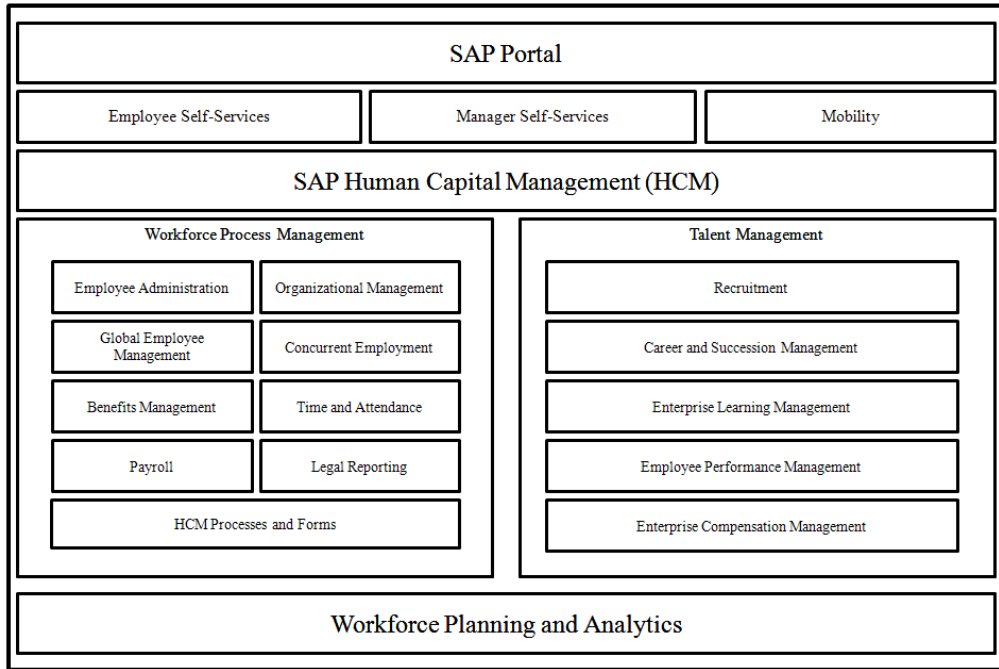 SAP Portal
Employee Self-Services
Manager Self-Services
Mobility
SAP Human Capital Management (HCM)
Workforce Process Management
Employee Administration
Organizational Management
Global Employee
Management
Concurrent Employment
Benefits Management
Time and Attendance
Payroll
Legal Reporting
HCM Processes and Forms
Talent Management
Recruitment
Career and Succession Management
Enterprise Learning Management
Employee Performance Management
Enterprise Compensation Management
Workforce Planning and Analytics